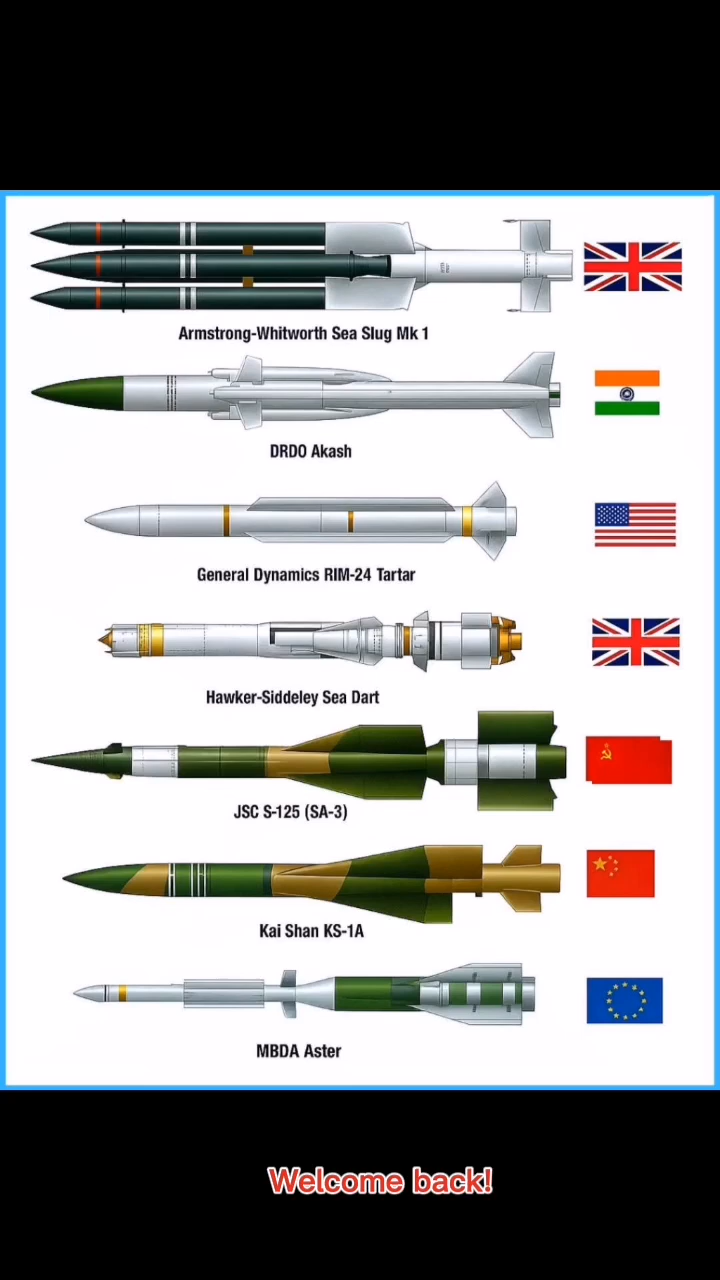 Armstrong-Whitworth Sea Slug Mk 1
DRDO Akash
General Dynamics RIM-24 Tartar
Hawker-Siddeley Sea Dart
JSC S-125 (SA-3)
Kai Shan KS-1A
MBDA Aster
Welcome back!